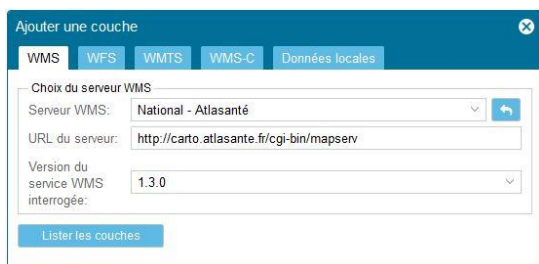 Ajouter une couche
WMS WFS WMTS WMS-C Données locales
Choix du serveur WMS
Serveur WMS: National - Atlasanté
URL du serveur: http://carto.atlasante.fr/cgi-bin/mapserv
Version du
service WMS 1.3.0
interrogée:
Lister les couches